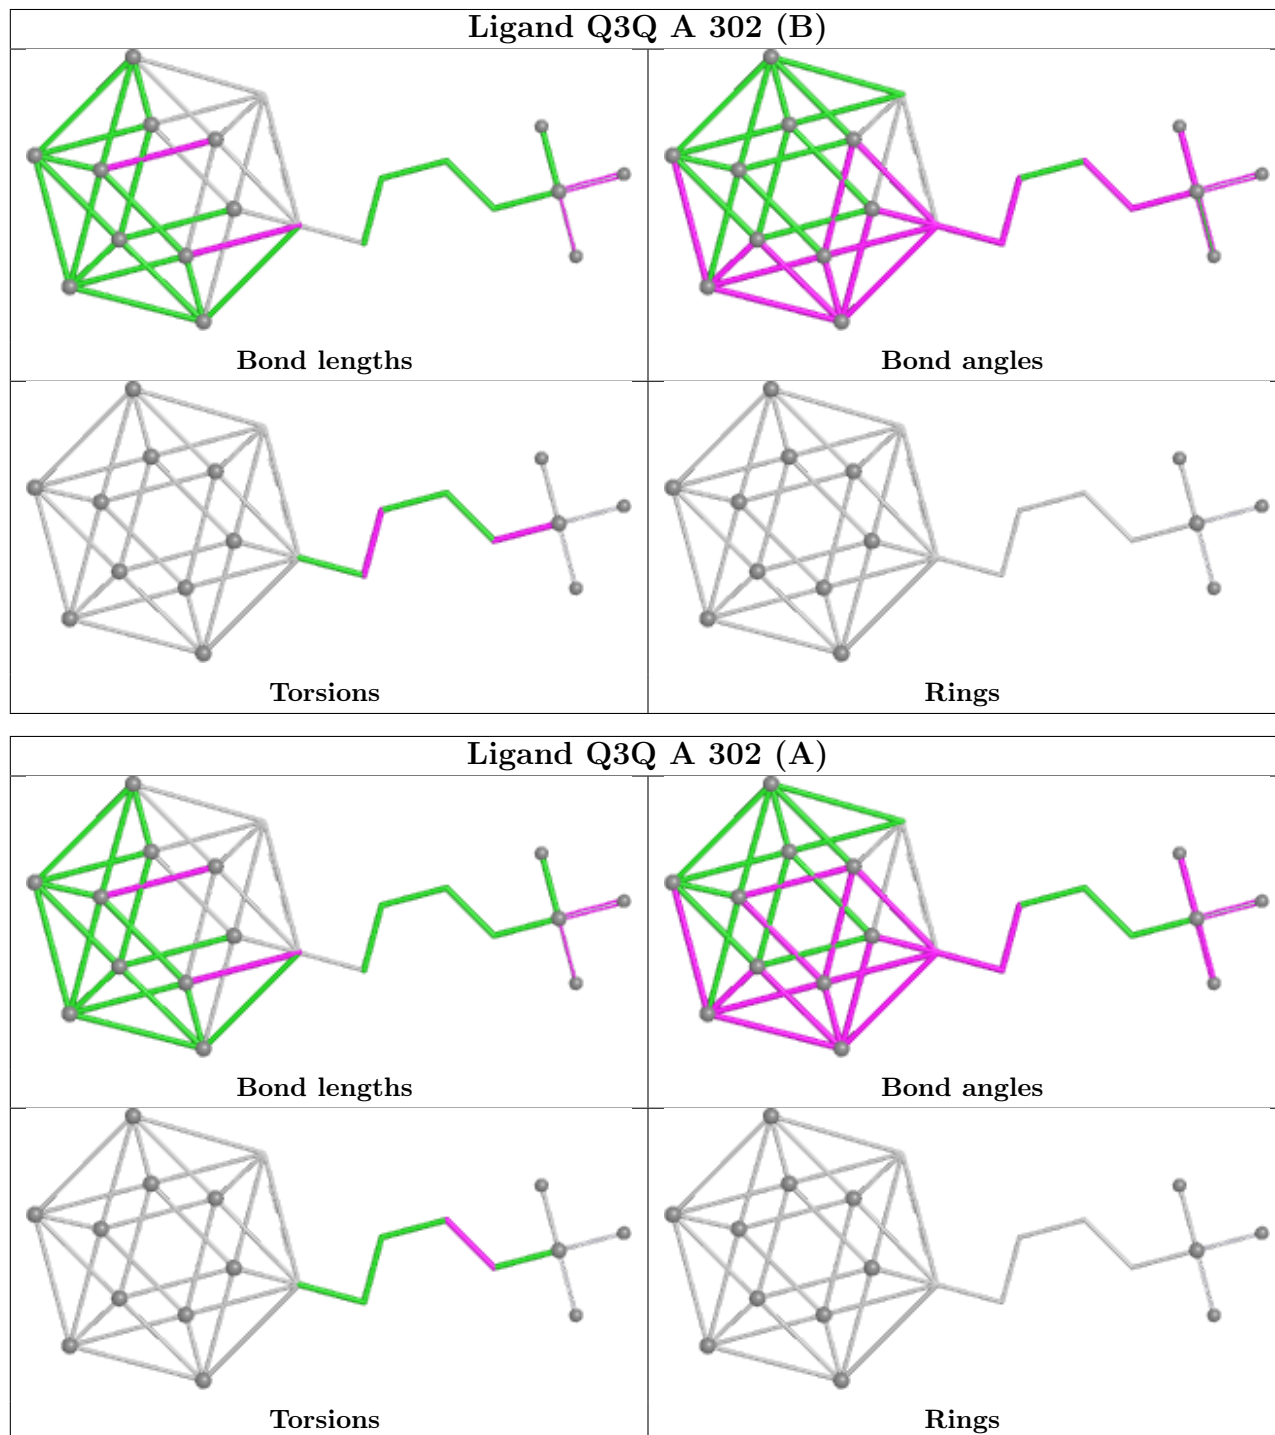 Ligand Q3Q A 302 (B)
Bond lengths
Bond angles
Torsions
Rings
Ligand Q3Q A 302 (A)
Bond lengths
Bond angles
Torsions
Rings